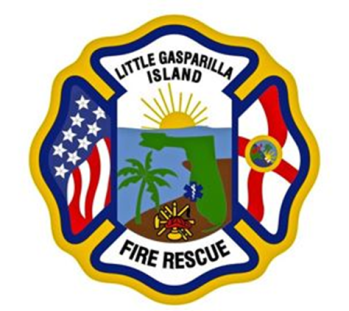 LITTLE GASPARILLA
ISLAND
FIRE RESCUE